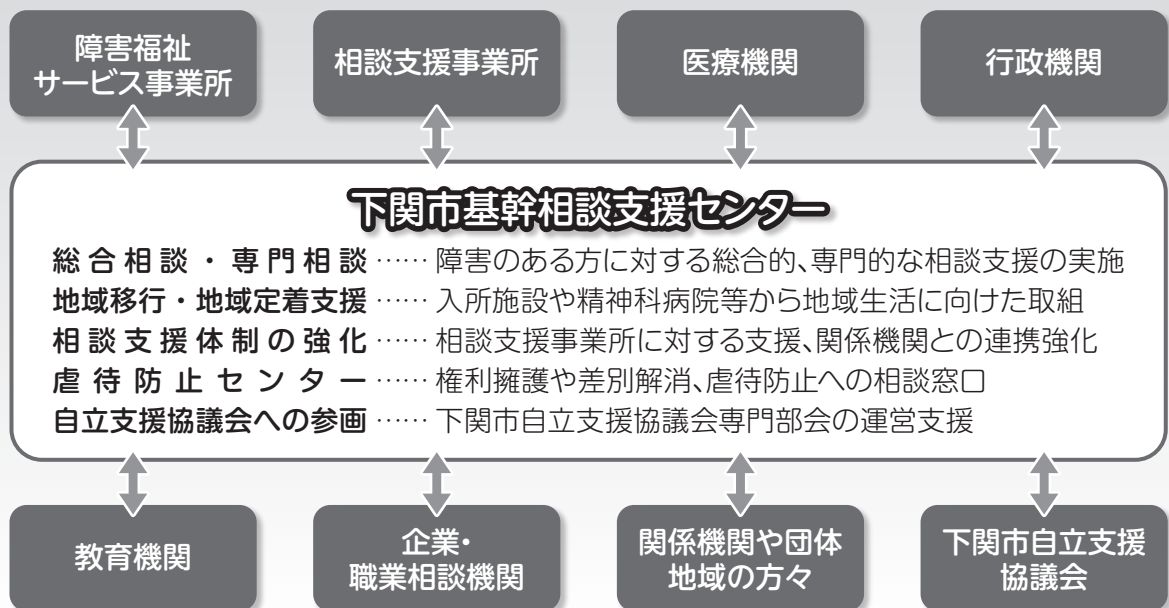 障害福祉
サービス事業所
相談支援事業所
医療機関
行政機関
下関市基幹相談支援センター
総合相談・専門相談……障害のある方に対する総合的、専門的な相談支援の実施
地域移行・地域定着支援……入所施設や精神科病院等から地域生活に向けた取組
相談支援体制の強化……相談支援事業所に対する支援、関係機関との連携強化
虐待防止センター……権利擁護や差別解消、虐待防止への相談窓口
自立支援協議会への参画……下関市自立支援協議会専門部会の運営支援
教育機関
企業・
職業相談機関
関係機関や団体
地域の方々
下関市自立支援
協議会